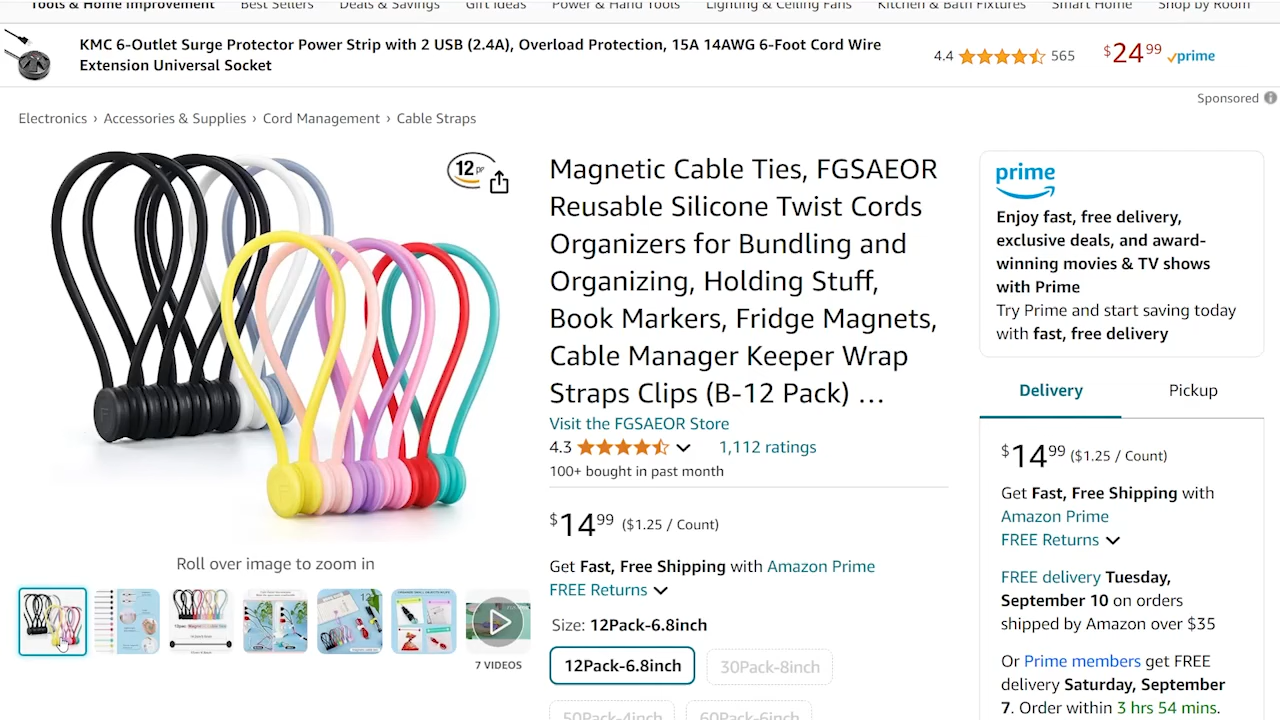 Tools & Home Improvement Best Sellers Deals & Savings Gift Ideas Power & Hand Tools Lighting & Ceiling Fans Kitchen & Bath Fixtures Smart Home Shop by Room
KMC 6-Outlet Surge Protector Power Strip with 2 USB (2.4A), Overload Protection, 15A 14AWG 6-Foot Cord Wire
Extension Universal Socket
4.4 565 $24.99 prime
Sponsored
Electronics › Accessories & Supplies › Cord Management › Cable Straps
12
Magnetic Cable Ties, FGSAEOR
Reusable Silicone Twist Cords
Organizers for Bundling and
Organizing, Holding Stuff,
Book Markers, Fridge Magnets,
Cable Manager Keeper Wrap
Straps Clips (B-12 Pack) …
Visit the FGSAEOR Store
4.3 1,112 ratings
100+ bought in past month
$14.99 ($1.25 / Count)
Get Fast, Free Shipping with Amazon Prime
FREE Returns
Size: 12Pack-6.8inch
12Pack-6.8inch 30Pack-8inch
50Pack-4inch 60Pack-6inch
Roll over image to zoom in
7 VIDEOS
prime
Enjoy fast, free delivery,
exclusive deals, and award-
winning movies & TV shows
with Prime
Try Prime and start saving today
with fast, free delivery
Delivery Pickup
$14.99 ($1.25 / Count)
Get Fast, Free Shipping with
Amazon Prime
FREE Returns
FREE delivery Tuesday,
September 10 on orders
shipped by Amazon over $35
Or Prime members get FREE
delivery Saturday, September
7. Order within 3 hrs 54 mins.